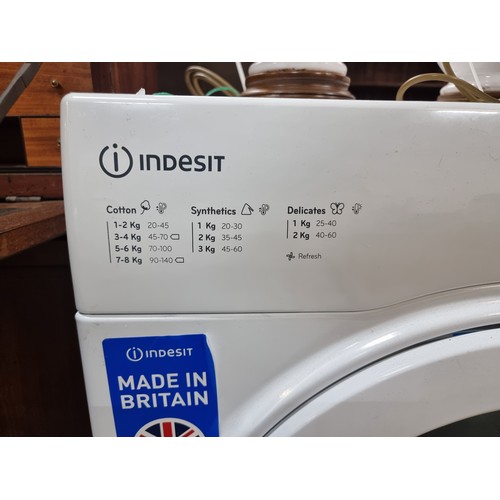 INDESIT
Cotton
1-2 Kg 20-45
3-4 Kg 45-70
5-6 Kg 70-100
7-8 Kg 90-140
Synthetics
1 Kg 20-30
2 Kg 35-45
3 Kg 45-60
Delicates
1 Kg 25-40
2 Kg 40-60
Refresh
INDESIT
MADE IN
BRITAIN